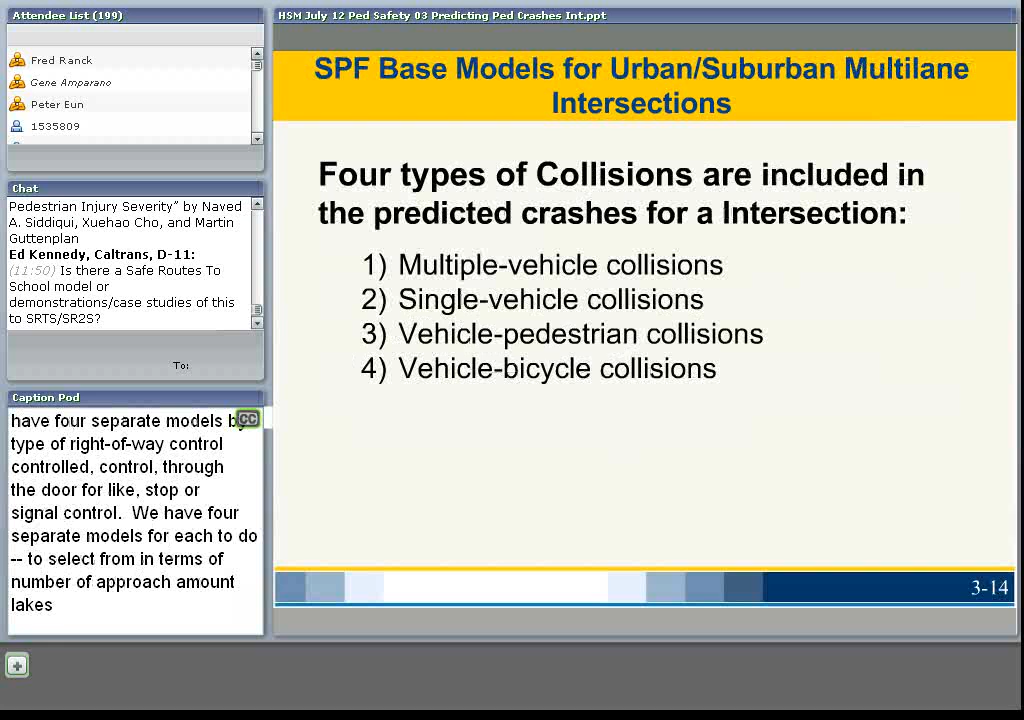 Attendee List (199)
Fred Ranck
Gene Amparano
Peter Eun
1535809
Chat
Pedestrian Injury Severity” by Naved
A. Siddiqui, Xuehao Cho, and Martin
Guttenplan
Ed Kennedy, Caltrans, D-11:
(11:50) Is there a Safe Routes To
School model or
demonstrations/case studies of this
to SRTS/SR2S?
To:
Caption Pod
have four separate models by
CC
type of right-of-way control
controlled, control, through
the door for like, stop or
signal control.  We have four
separate models for each to do
-- to select from in terms of
number of approach amount
lakes
HSM July 12 Ped Safety 03 Predicting Ped Crashes Int.ppt
SPF Base Models for Urban/Suburban Multilane
Intersections
Four types of Collisions are included in
the predicted crashes for a Intersection:
1) Multiple-vehicle collisions
2) Single-vehicle collisions
3) Vehicle-pedestrian collisions
4) Vehicle-bicycle collisions
3-14